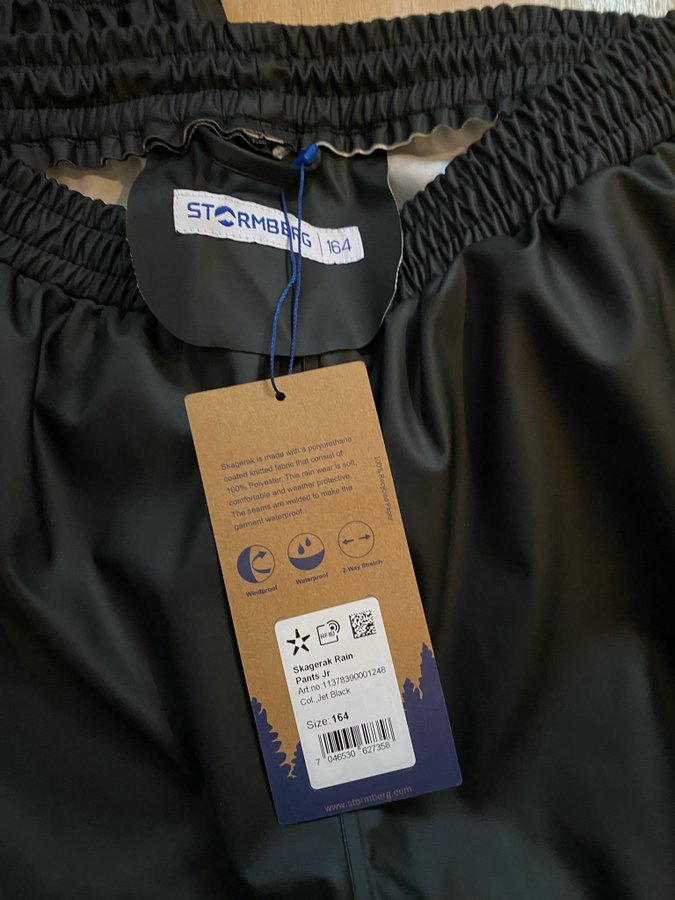 STORMBERG 164
Skagerak is made with a polyurethane
coated knitted fabric that consist of
100% Polyester. This rain wear is soft,
comfortable and weather protective.
The seams are welded to make the
garment waterproof.
100% Recycled Paper
Windproof
Waterproof
2-Way Stretch
RFID
Skagerak Rain
Pants Jr
Art.no:11378390001248
Col.:Jet Black
Size: 164
7 046530 627358
www.stormberg.com